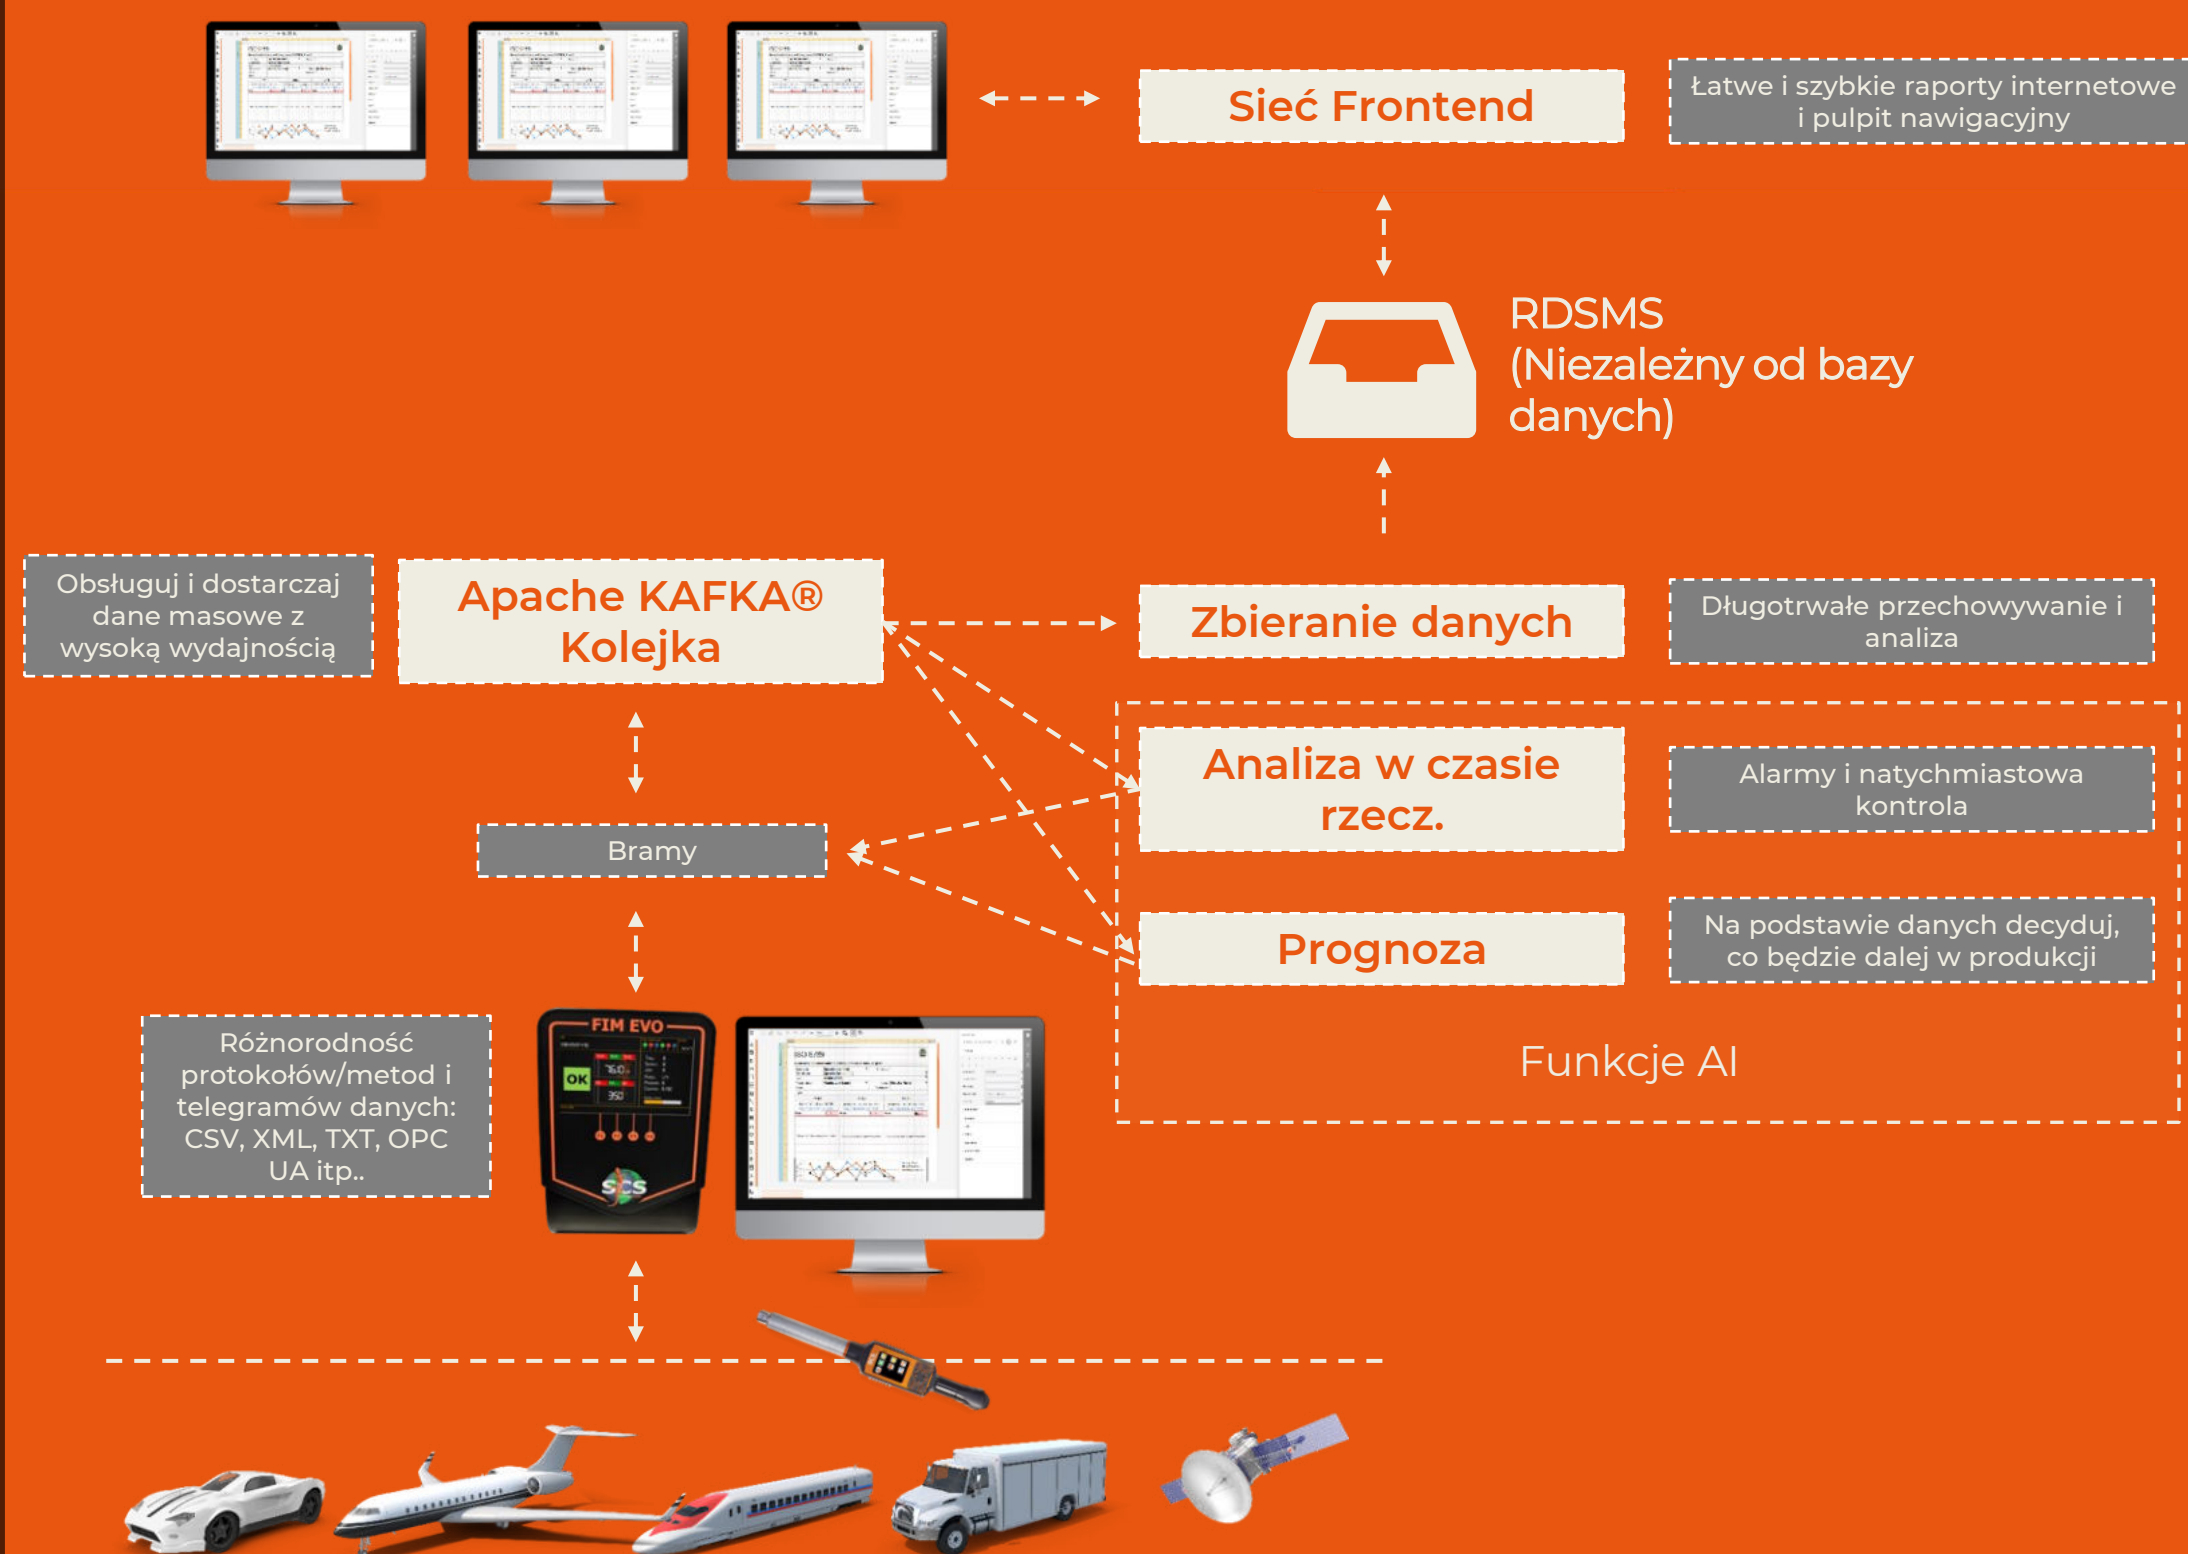 Sieć Frontend
Łatwe i szybkie raporty internetowe
i pulpit nawigacyjny
RDSMS
(Niezależny od bazy
danych)
Obsługuj i dostarczaj
dane masowe z
wysoką wydajnością
Apache KAFKA®
Kolejka
Zbieranie danych
Długotrwałe przechowywanie i
analiza
Analiza w czasie
rzecz.
Alarmy i natychmiastowa
kontrola
Bramy
Prognoza
Na podstawie danych decyduj,
co będzie dalej w produkcji
Funkcje AI
Różnorodność
protokołów/metod i
telegramów danych:
CSV, XML, TXT, OPC
UA itp..
FIM EVO
OK
SCS